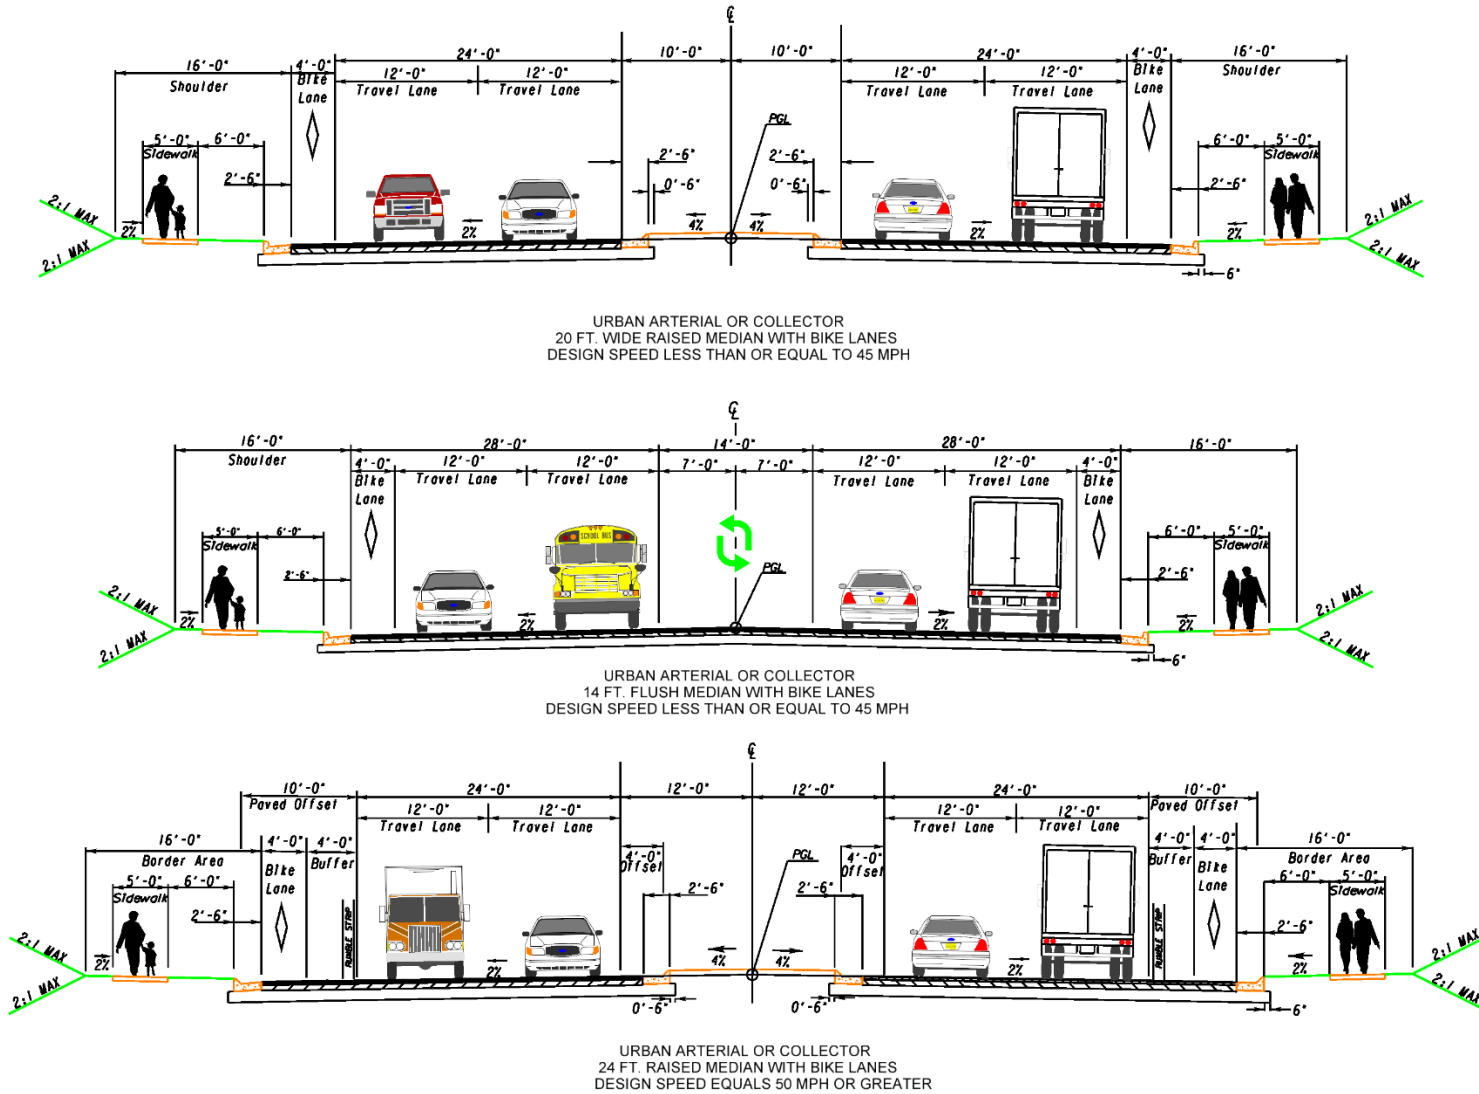 ℄
24'-0" 10'-0" 10'-0" 24'-0"
16'-0" 4'-0" 12'-0" 12'-0" 12'-0" 12'-0" 4'-0" 16'-0"
Shoulder Bike Lane Travel Lane Travel Lane Travel Lane Travel Lane Bike Lane Shoulder
PGL
5'-0" 6'-0" 6'-0" 5'-0"
Sidewalk 2'-6" 2'-6" Sidewalk
2'-6" 0'-6" 0'-6" 2'-6"
2:1 MAX 2% 2% 4% 4% 2% 2% 2:1 MAX
2:1 MAX 2:1 MAX
6"
URBAN ARTERIAL OR COLLECTOR
20 FT. WIDE RAISED MEDIAN WITH BIKE LANES
DESIGN SPEED LESS THAN OR EQUAL TO 45 MPH
℄
16'-0" 28'-0" 14'-0" 28'-0" 16'-0"
Shoulder 4'-0" 12'-0" 12'-0" 7'-0" 7'-0" 12'-0" 12'-0" 4'-0"
Bike Lane Travel Lane Travel Lane Travel Lane Travel Lane Bike Lane
5'-0" 6'-0" SCHOOL BUS 6'-0" 5'-0"
Sidewalk Sidewalk
2'-6" PGL 2'-6"
2:1 MAX 2% 2% 2% 2% 2:1 MAX
2:1 MAX 2:1 MAX
6"
URBAN ARTERIAL OR COLLECTOR
14 FT. FLUSH MEDIAN WITH BIKE LANES
DESIGN SPEED LESS THAN OR EQUAL TO 45 MPH
℄
10'-0" 24'-0" 12'-0" 12'-0" 24'-0" 10'-0"
Paved Offset 12'-0" 12'-0" 12'-0" 12'-0" Paved Offset
Travel Lane Travel Lane Travel Lane Travel Lane
16'-0" 4'-0" 4'-0" 4'-0" 4'-0" 16'-0"
Border Area Bike Lane Buffer 4'-0" Offset PGL 4'-0" Offset Buffer Bike Lane Border Area
5'-0" 6'-0" 6'-0" 5'-0"
Sidewalk 2'-6" 2'-6" Sidewalk
2'-6" RUMBLE STRIP RUMBLE STRIP 2'-6"
2:1 MAX 2% 2% 4% 4% 2% 2% 2:1 MAX
2:1 MAX 2:1 MAX
0'-6" 0'-6" 6"
URBAN ARTERIAL OR COLLECTOR
24 FT. RAISED MEDIAN WITH BIKE LANES
DESIGN SPEED EQUALS 50 MPH OR GREATER